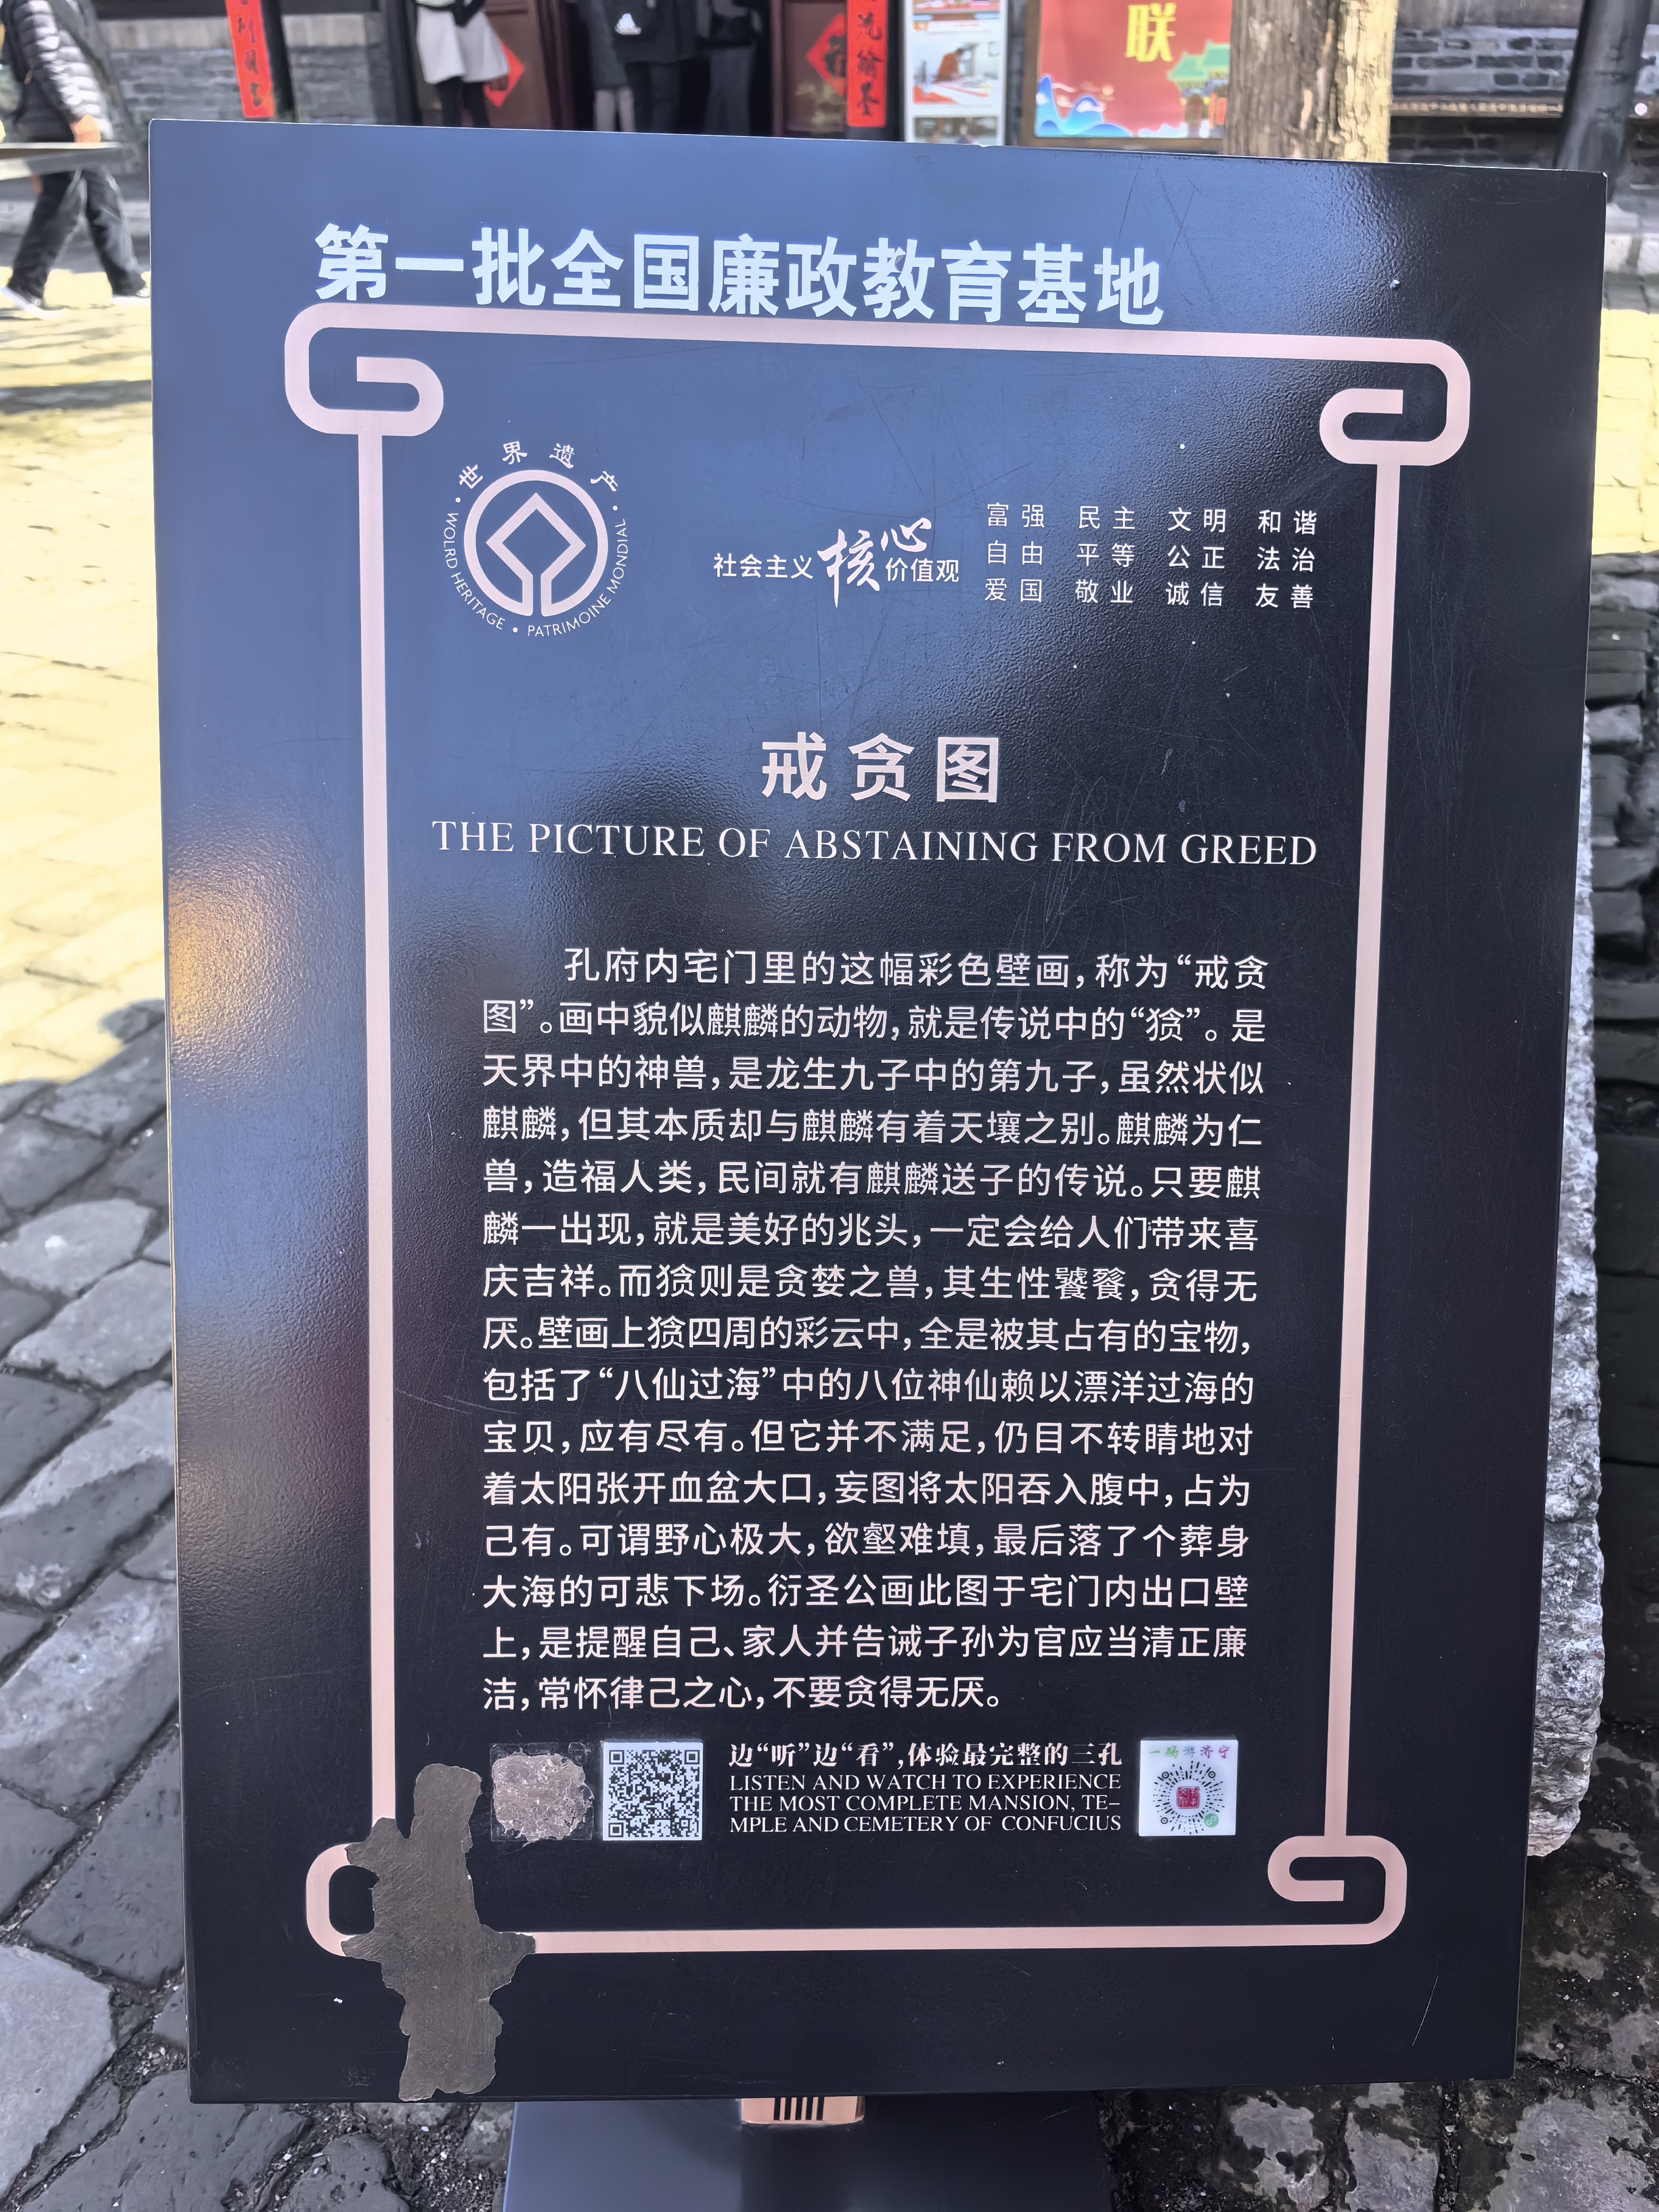 联
流
福
第一批全国廉政教育基地
·世界遗产·
WOLRD HERITAGE • PATRIMOINE MONDIAL
社会主义核心价值观
富强 民主 文明 和谐
自由 平等 公正 法治
爱国 敬业 诚信 友善
戒贪图
THE PICTURE OF ABSTAINING FROM GREED
孔府内宅门里的这幅彩色壁画,称为“戒贪
图”。画中貌似麒麟的动物,就是传说中的“㺉”。是
天界中的神兽,是龙生九子中的第九子,虽然状似
麒麟,但其本质却与麒麟有着天壤之别。麒麟为仁
兽,造福人类,民间就有麒麟送子的传说。只要麒
麟一出现,就是美好的兆头,一定会给人们带来喜
庆吉祥。而㺉则是贪婪之兽,其生性饕餮,贪得无
厌。壁画上㺉四周的彩云中,全是被其占有的宝物,
包括了“八仙过海”中的八位神仙赖以漂洋过海的
宝贝,应有尽有。但它并不满足,仍目不转睛地对
着太阳张开血盆大口,妄图将太阳吞入腹中,占为
己有。可谓野心极大,欲壑难填,最后落了个葬身
大海的可悲下场。衍圣公画此图于宅门内出口壁
上,是提醒自己、家人并告诫子孙为官应当清正廉
洁,常怀律己之心,不要贪得无厌。
边“听”边“看”,体验最完整的三孔
LISTEN AND WATCH TO EXPERIENCE
THE MOST COMPLETE MANSION, TE–
MPLE AND CEMETERY OF CONFUCIUS
一码游济宁